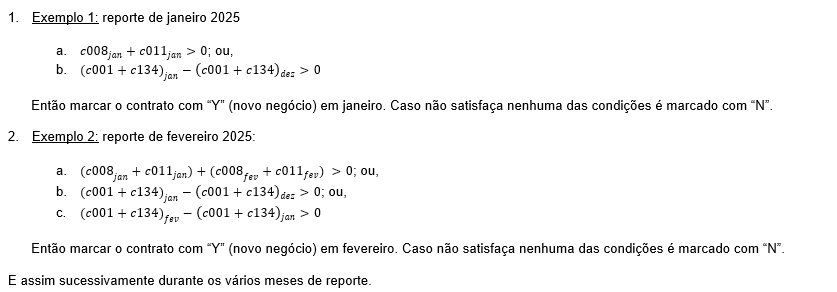 1. Exemplo 1: reporte de janeiro 2025
a. c008jan + c011jan > 0; ou,
b. (c001 + c134)jan − (c001 + c134)dez > 0
Então marcar o contrato com “Y” (novo negócio) em janeiro. Caso não satisfaça nenhuma das condições é marcado com “N”.
2. Exemplo 2: reporte de fevereiro 2025:
a. (c008jan + c011jan) + (c008fev + c011fev) > 0; ou,
b. (c001 + c134)jan − (c001 + c134)dez > 0; ou,
c. (c001 + c134)fev − (c001 + c134)jan > 0
Então marcar o contrato com “Y” (novo negócio) em fevereiro. Caso não satisfaça nenhuma das condições é marcado com “N”.
E assim sucessivamente durante os vários meses de reporte.